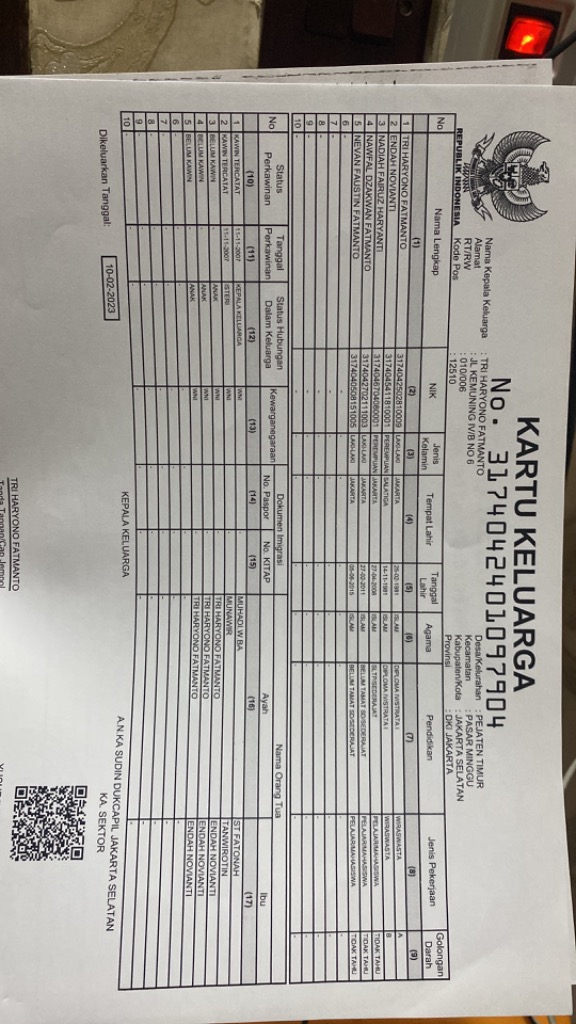 KARTU KELUARGA
No. 3174042401097904
REPUBLIK INDONESIA
Nama Kepala Keluarga : TRI HARYONO FATMANTO
Alamat : JL KEMUNING IV/B NO 6
RT/RW : 010/006
Kode Pos : 12510
Desa/Kelurahan : PEJATEN TIMUR
Kecamatan : PASAR MINGGU
Kabupaten/Kota : JAKARTA SELATAN
Provinsi : DKI JAKARTA
No Nama Lengkap NIK Jenis Kelamin Tempat Lahir Tanggal Lahir Agama Pendidikan Jenis Pekerjaan Golongan Darah
(1) (2) (3) (4) (5) (6) (7) (8) (9)
1 TRI HARYONO FATMANTO 3174042502810009 LAKI-LAKI JAKARTA 25-02-1981 ISLAM DIPLOMA IV/STRATA I WIRASWASTA A
2 ENDAH NOVIANTI 3174045411810001 PEREMPUAN SALATIGA 14-11-1981 ISLAM DIPLOMA IV/STRATA I WIRASWASTA B
3 NADIAH FAIRUZ HARYANTI 3174046704080001 PEREMPUAN JAKARTA 27-04-2008 ISLAM SLTP/SEDERAJAT PELAJAR/MAHASISWA TIDAK TAHU
4 NAWFAL DZAKWAN FATMANTO 3174042702111003 LAKI-LAKI JAKARTA 27-02-2011 ISLAM BELUM TAMAT SD/SEDERAJAT PELAJAR/MAHASISWA TIDAK TAHU
5 NEVAN FAUSTIN FATMANTO 3174040508151005 LAKI-LAKI JAKARTA 05-08-2015 ISLAM BELUM TAMAT SD/SEDERAJAT PELAJAR/MAHASISWA TIDAK TAHU
6 - - - - - - - - -
7 - - - - - - - - -
8 - - - - - - - - -
9 - - - - - - - - -
10 - - - - - - - - -
No Status Perkawinan Tanggal Perkawinan Status Hubungan Dalam Keluarga Kewarganegaraan Dokumen Imigrasi Nama Orang Tua
No. Paspor No. KITAP Ayah Ibu
(10) (11) (12) (13) (14) (15) (16) (17)
1 KAWIN TERCATAT 11-11-2007 KEPALA KELUARGA WNI - - MUHADI W BA ST FATONAH
2 KAWIN TERCATAT 11-11-2007 ISTERI WNI - - MUNAWIR TANWIROTIN
3 BELUM KAWIN - ANAK WNI - - TRI HARYONO FATMANTO ENDAH NOVIANTI
4 BELUM KAWIN - ANAK WNI - - TRI HARYONO FATMANTO ENDAH NOVIANTI
5 BELUM KAWIN - ANAK WNI - - TRI HARYONO FATMANTO ENDAH NOVIANTI
6 - - - - - - - -
7 - - - - - - - -
8 - - - - - - - -
9 - - - - - - - -
10 - - - - - - - -
Dikeluarkan Tanggal: 10-02-2023
KEPALA KELUARGA
A.N.KA SUDIN DUKCAPIL JAKARTA SELATAN
KA. SEKTOR
TRI HARYONO FATMANTO
Tanda Tangan/Cap Jempol